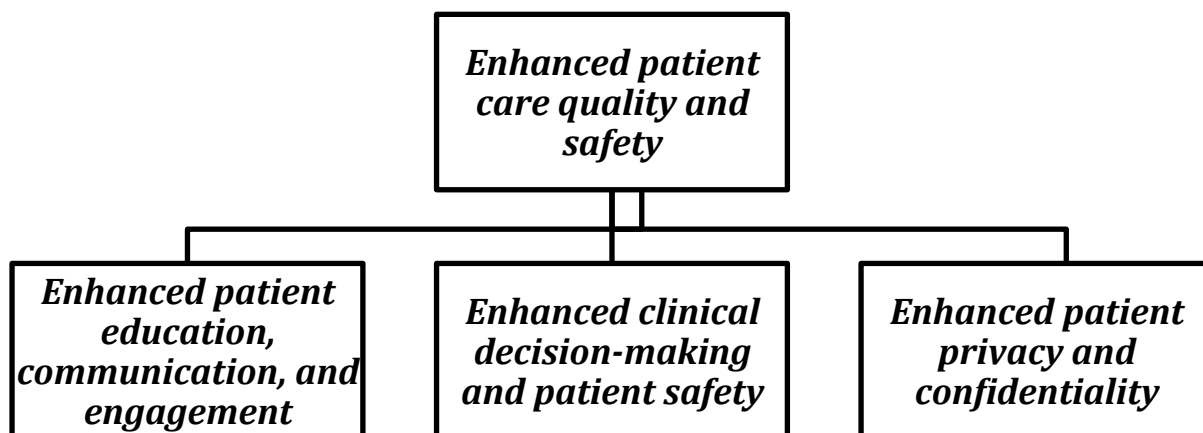 Enhanced patient
care quality and
safety
Enhanced patient
education,
communication, and
engagement
Enhanced clinical
decision-making
and patient safety
Enhanced patient
privacy and
confidentiality